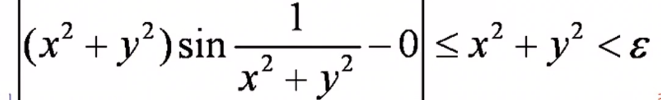 |(x² + y²) sin 1/(x² + y²) − 0| ≤ x² + y² < ε